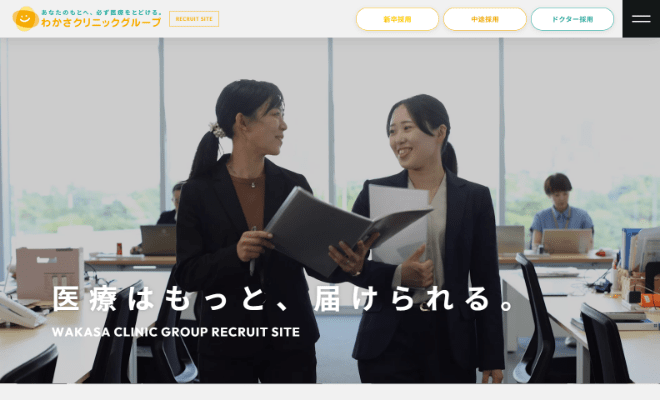 あなたのもとへ、必ず医療をとどける。
わかさクリニックグループ
RECRUIT SITE
新卒採用
中途採用
ドクター採用
医療はもっと、届けられる。
WAKASA CLINIC GROUP RECRUIT SITE